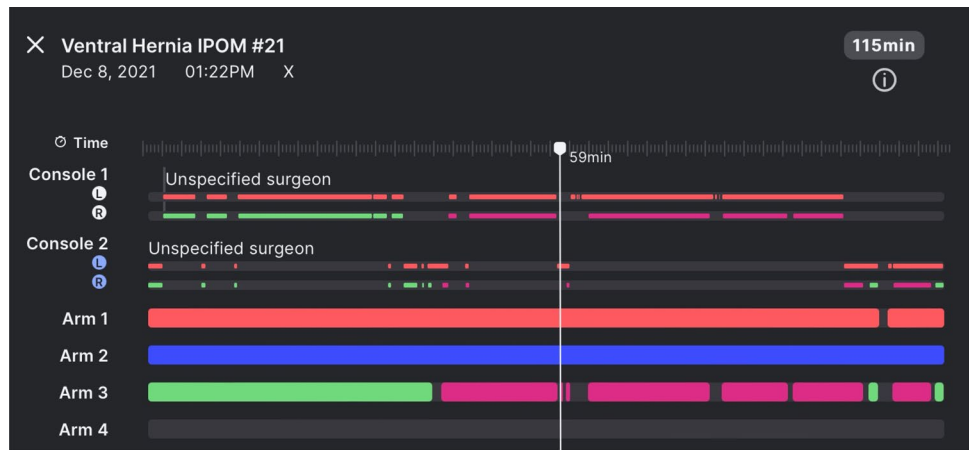 Ventral Hernia IPOM #21
115min
Dec 8, 2021 01:22PM X
Time
59min
Console 1
Unspecified surgeon
L
R
Console 2
Unspecified surgeon
L
R
Arm 1
Arm 2
Arm 3
Arm 4